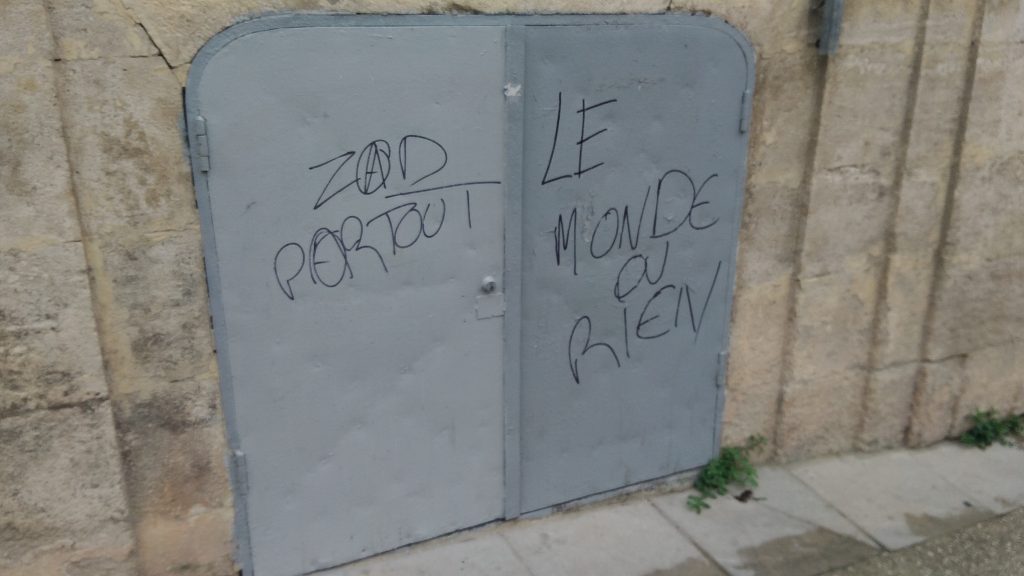 ZAD
PARTOUT
LE
MONDE
OU
RIEN